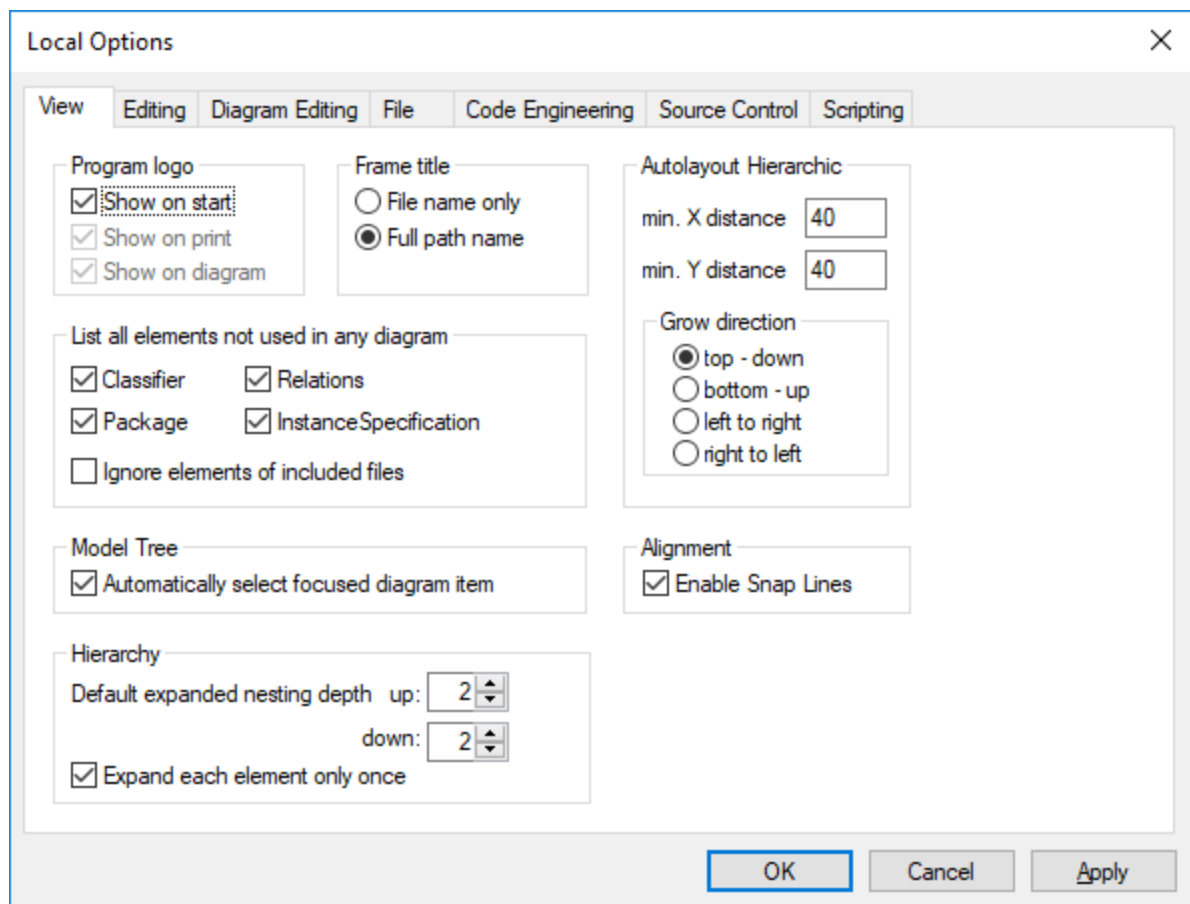 Local Options
View Editing Diagram Editing File Code Engineering Source Control Scripting
Program logo
Show on start
Show on print
Show on diagram
Frame title
File name only
Full path name
Autolayout Hierarchic
min. X distance 40
min. Y distance 40
Grow direction
top - down
bottom - up
left to right
right to left
List all elements not used in any diagram
Classifier Relations
Package InstanceSpecification
Ignore elements of included files
Model Tree
Automatically select focused diagram item
Alignment
Enable Snap Lines
Hierarchy
Default expanded nesting depth up: 2
down: 2
Expand each element only once
OK Cancel Apply